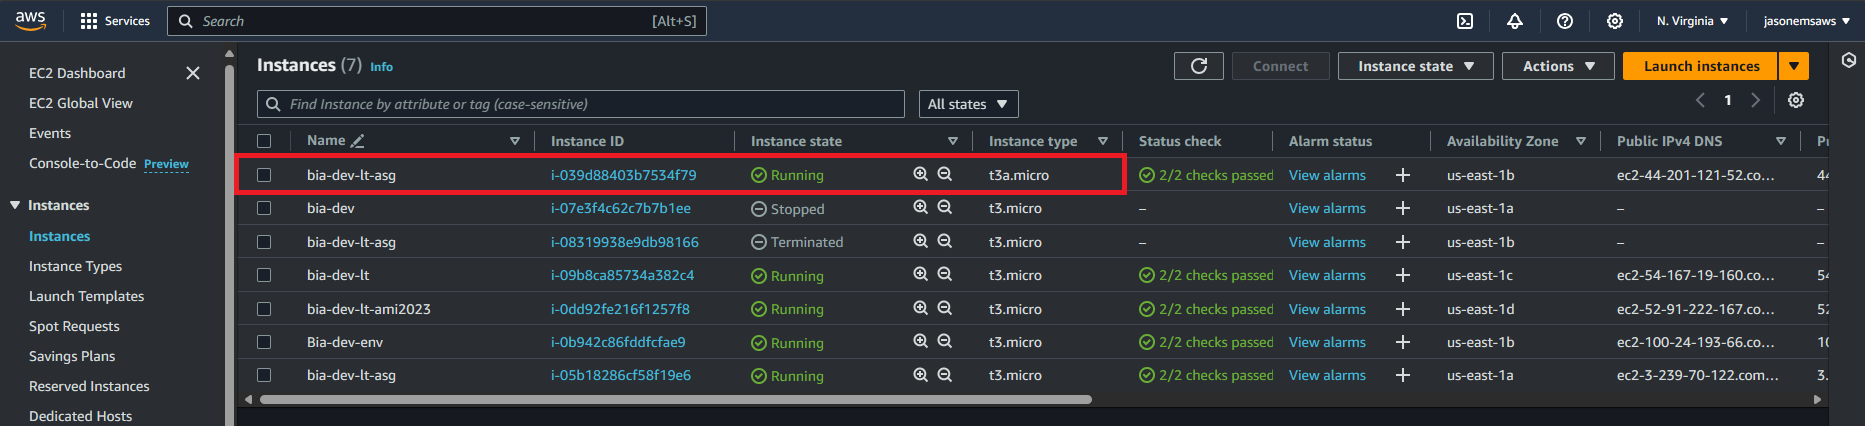 aws Services Search [Alt+S] N. Virginia jasonemsaws
EC2 Dashboard
EC2 Global View
Events
Console-to-Code Preview
Instances
Instances
Instance Types
Launch Templates
Spot Requests
Savings Plans
Reserved Instances
Dedicated Hosts
Instances (7) Info Connect Instance state Actions Launch instances
Find Instance by attribute or tag (case-sensitive) All states 1
Name Instance ID Instance state Instance type Status check Alarm status Availability Zone Public IPv4 DNS
bia-dev-lt-asg i-039d88403b7534f79 Running t3a.micro 2/2 checks passed View alarms us-east-1b ec2-44-201-121-52.co... 44
bia-dev i-07e3f4c62c7b7b1ee Stopped t3.micro – View alarms us-east-1a – –
bia-dev-lt-asg i-08319938e9db98166 Terminated t3.micro – View alarms us-east-1b – –
bia-dev-lt i-09b8ca85734a382c4 Running t3.micro 2/2 checks passed View alarms us-east-1c ec2-54-167-19-160.co... 54
bia-dev-lt-ami2023 i-0dd92fe216f1257f8 Running t3.micro 2/2 checks passed View alarms us-east-1d ec2-52-91-222-167.co... 52
Bia-dev-env i-0b942c86fddfcfae9 Running t3.micro 2/2 checks passed View alarms us-east-1b ec2-100-24-193-66.co... 10
bia-dev-lt-asg i-05b18286cf58f19e6 Running t3.micro 2/2 checks passed View alarms us-east-1a ec2-3-239-70-122.com... 3.